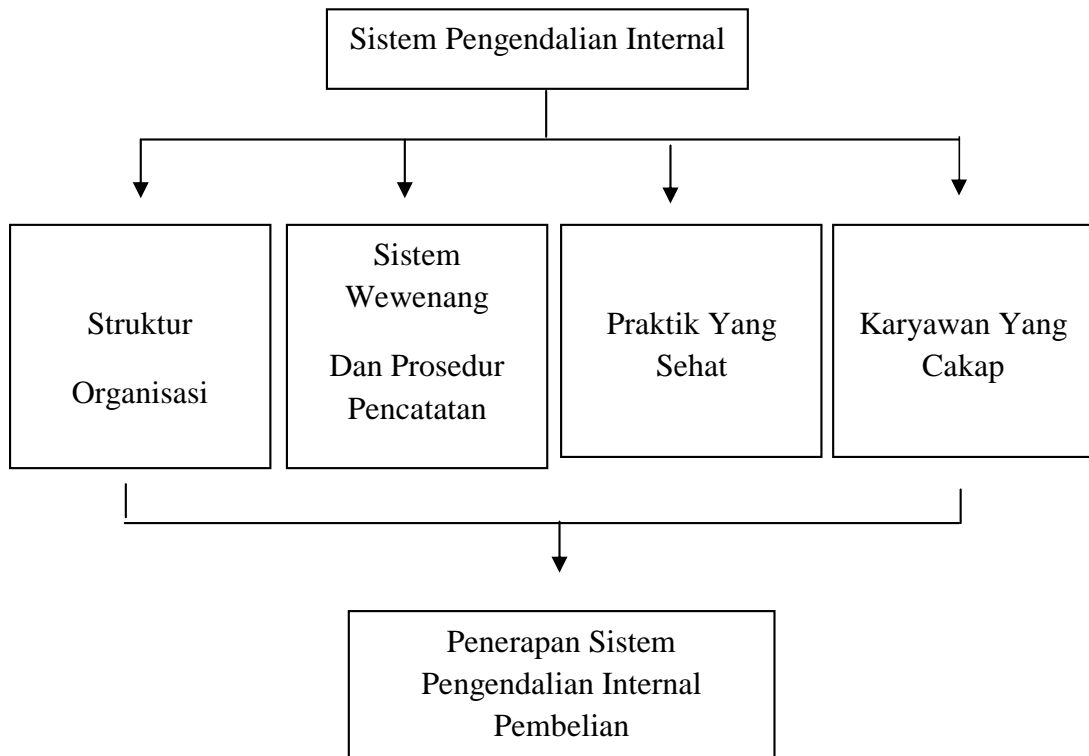 Sistem Pengendalian Internal
Struktur
Organisasi
Sistem
Wewenang
Dan Prosedur
Pencatatan
Praktik Yang
Sehat
Karyawan Yang
Cakap
Penerapan Sistem
Pengendalian Internal
Pembelian